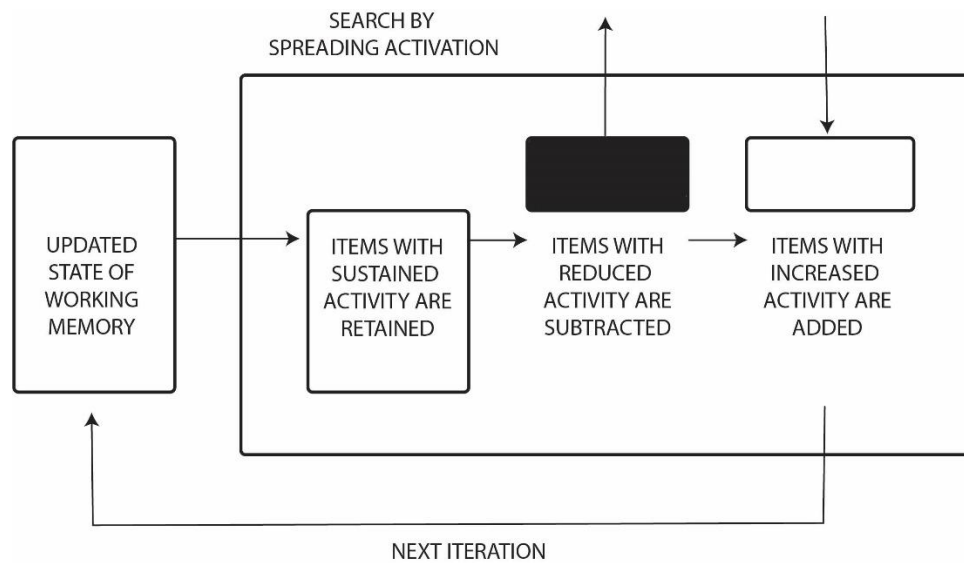 SEARCH BY
SPREADING ACTIVATION
UPDATED
STATE OF
WORKING
MEMORY
ITEMS WITH
SUSTAINED
ACTIVITY ARE
RETAINED
ITEMS WITH
REDUCED
ACTIVITY ARE
SUBTRACTED
ITEMS WITH
INCREASED
ACTIVITY ARE
ADDED
NEXT ITERATION